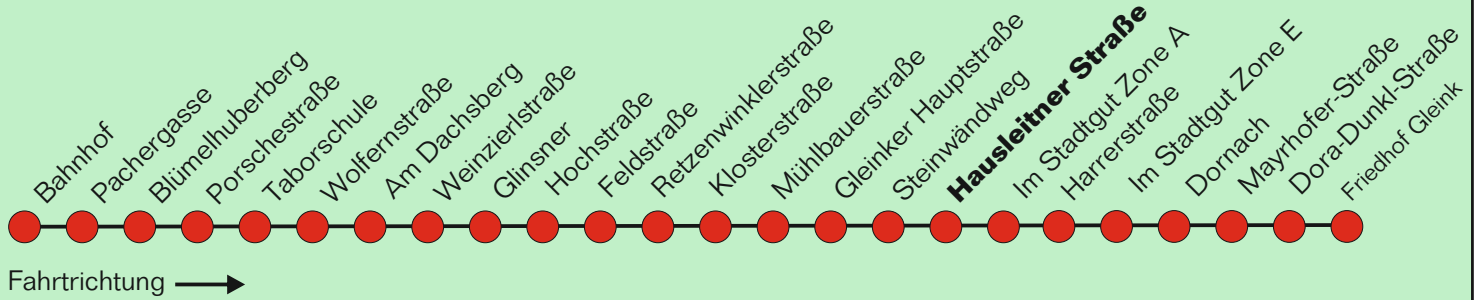 Bahnhof
Pachergasse
Blümelhuberberg
Porschestraße
Taborschule
Wolfernstraße
Am Dachsberg
Weinzierlstraße
Glinsner
Hochstraße
Feldstraße
Retzenwinklerstraße
Klosterstraße
Mühlbauerstraße
Gleinker Hauptstraße
Steinwändweg
Hausleitner Straße
Im Stadtgut Zone A
Harrerstraße
Im Stadtgut Zone E
Dornach
Mayrhofer-Straße
Dora-Dunkl-Straße
Friedhof Gleink
Fahrtrichtung